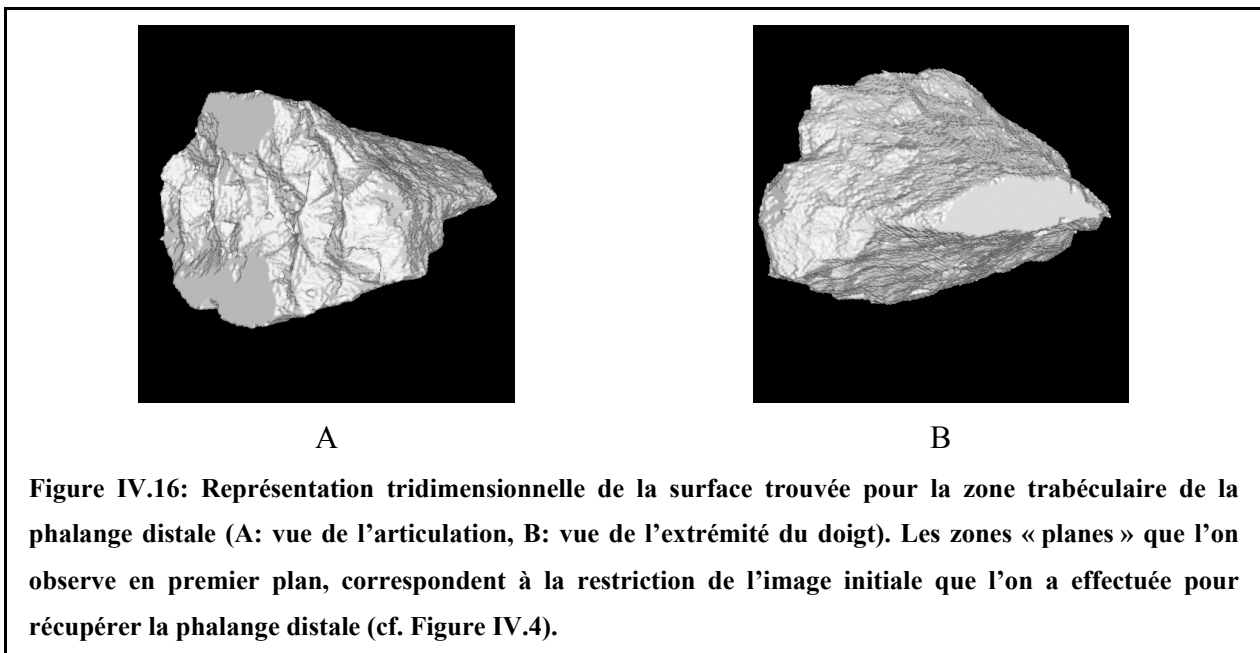 A
B
Figure IV.16: Représentation tridimensionnelle de la surface trouvée pour la zone trabéculaire de la
phalange distale (A: vue de l’articulation, B: vue de l’extrémité du doigt). Les zones « planes » que l’on
observe en premier plan, correspondent à la restriction de l’image initiale que l’on a effectuée pour
récupérer la phalange distale (cf. Figure IV.4).